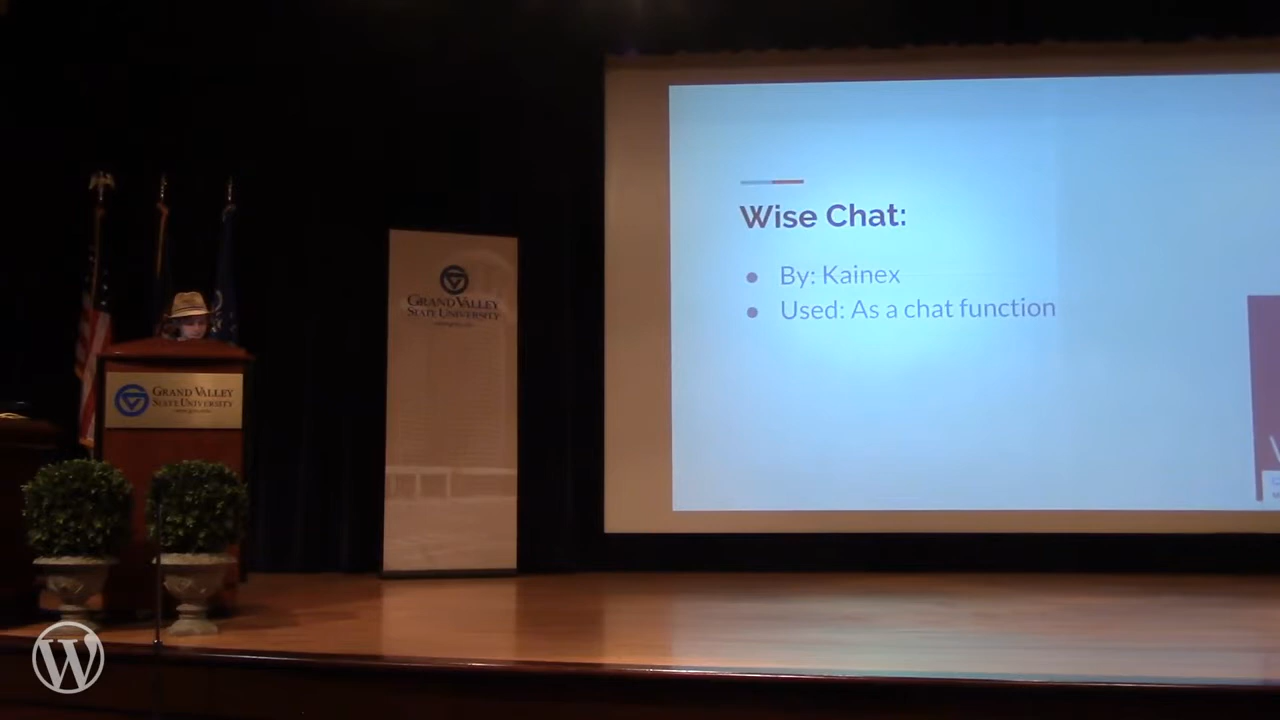 Wise Chat:
● By: Kainex
● Used: As a chat function
GRAND VALLEY
STATE UNIVERSITY
GRAND VALLEY
STATE UNIVERSITY